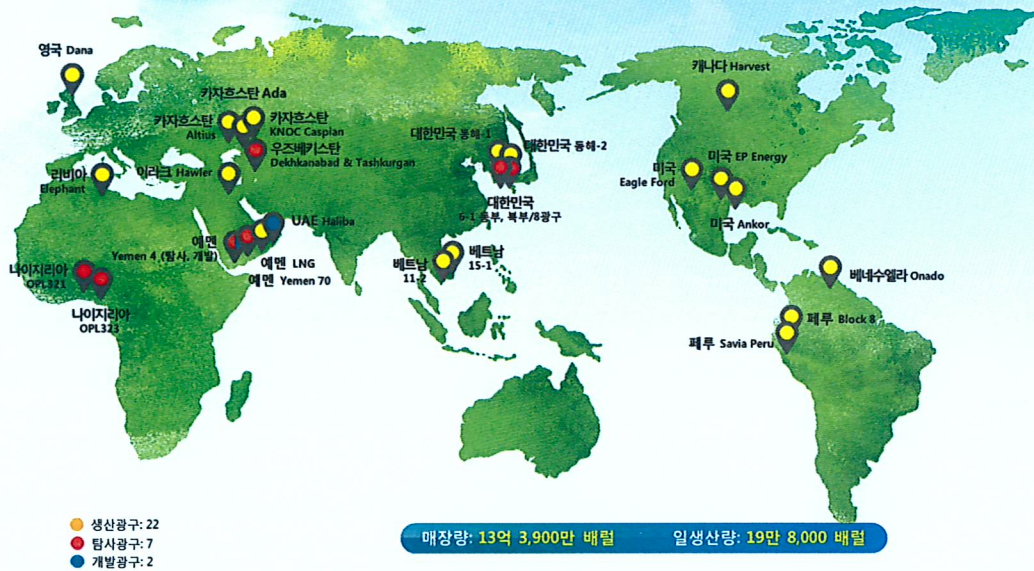 영국 Dana
카자흐스탄 Ada
카자흐스탄
Altius
카자흐스탄
KNOC Caspian
우즈베키스탄
Dekhkanabad & Tashkurgan
리비아
Elephant
이라크 Hawler
UAE Haliba
예멘
Yemen 4 (탐사, 개발)
예멘 LNG
예멘 Yemen 70
나이지리아
OPL321
나이지리아
OPL323
대한민국 동해-1
대한민국 동해-2
대한민국
6-1 동부, 북부/8광구
베트남
11-2
베트남
15-1
캐나다 Harvest
미국
Eagle Ford
미국 EP Energy
미국 Ankor
베네수엘라 Onado
페루 Block 8
페루 Savia Peru
생산광구: 22
탐사광구: 7
개발광구: 2
매장량: 13억 3,900만 배럴 일생산량: 19만 8,000 배럴